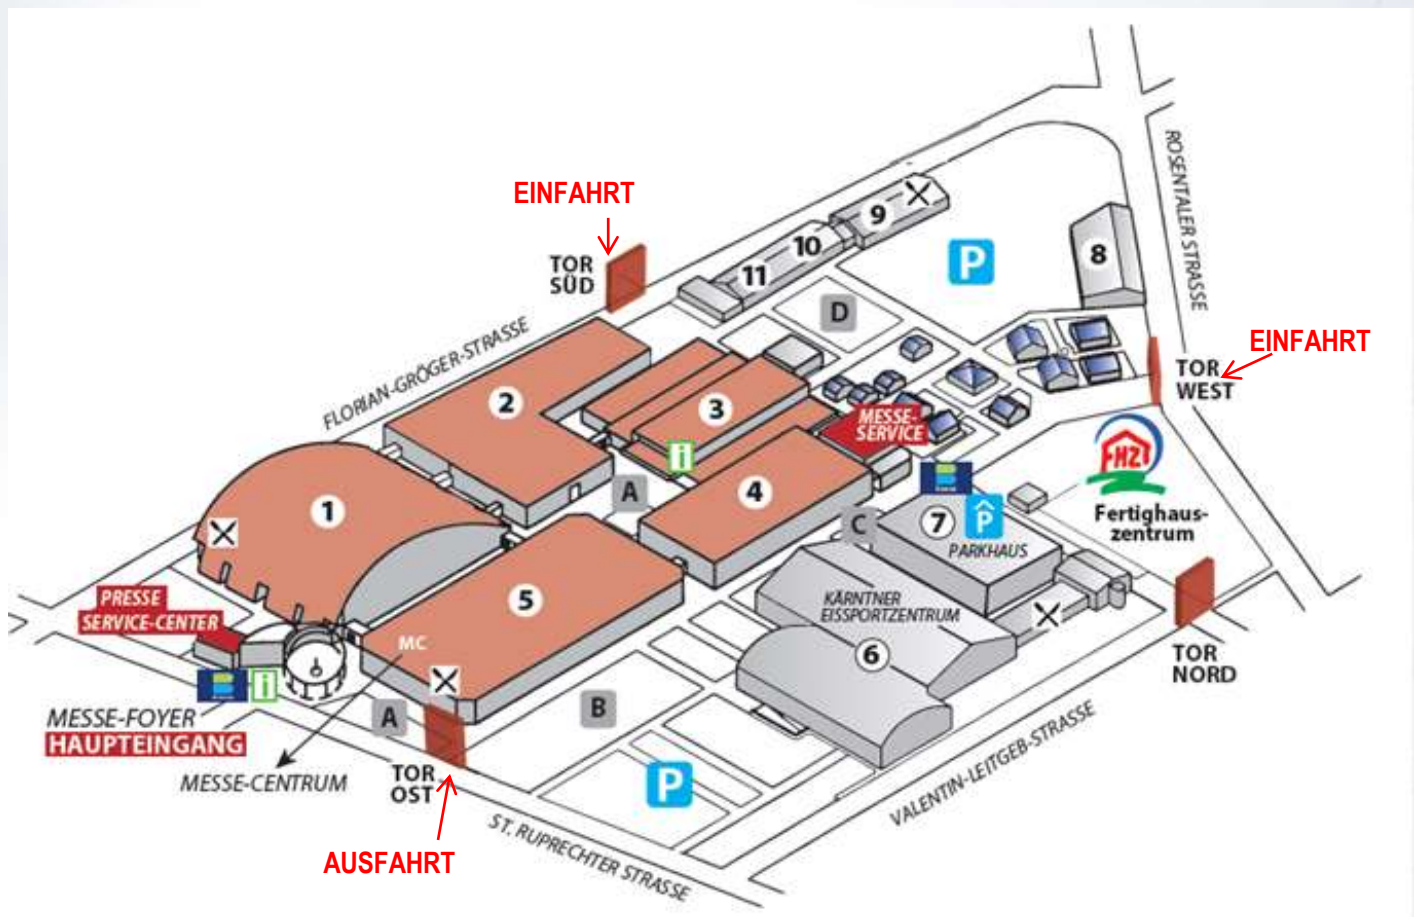 ROSENTALER STRASSE
EINFAHRT
9
10
8
TOR
SÜD
11
P
D
FLORIAN-GRÖGER-STRASSE
EINFAHRT
TOR
WEST
2
3
MESSE-
SERVICE
i
FHZ
A
4
1
C
7
P
PARKHAUS
Fertighaus-
zentrum
PRESSE
SERVICE-CENTER
5
KÄRNTNER
EISSPORTZENTRUM
MC
6
TOR
NORD
i
MESSE-FOYER
HAUPTEINGANG
A
B
MESSE-CENTRUM
TOR
OST
P
VALENTIN-LEITGEB-STRASSE
ST. RUPRECHTER STRASSE
AUSFAHRT